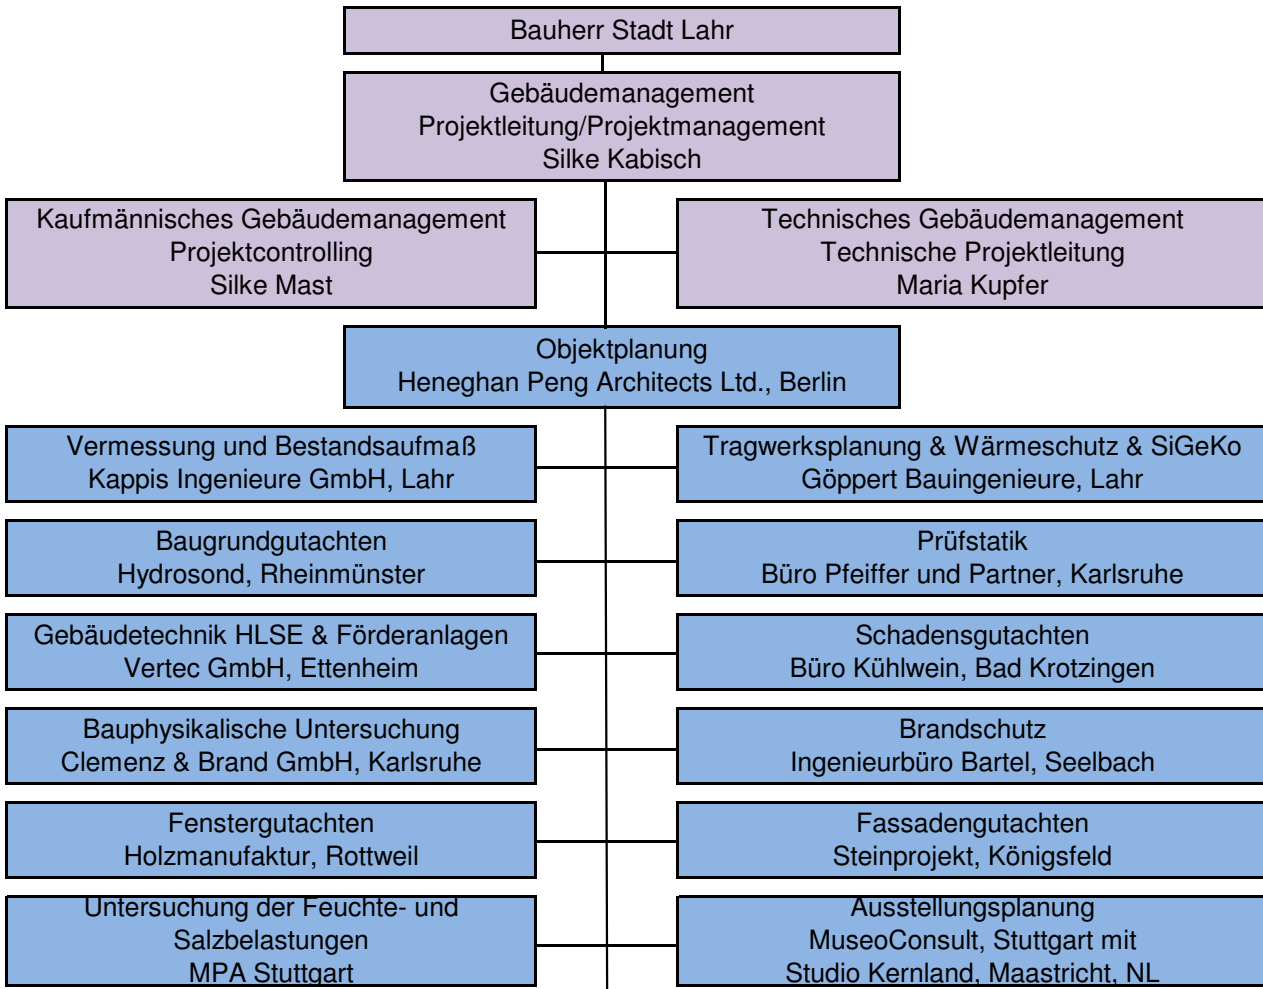 Bauherr Stadt Lahr
Gebäudemanagement
Projektleitung/Projektmanagement
Silke Kabisch
Kaufmännisches Gebäudemanagement
Projektcontrolling
Silke Mast
Technisches Gebäudemanagement
Technische Projektleitung
Maria Kupfer
Objektplanung
Heneghan Peng Architects Ltd., Berlin
Vermessung und Bestandsaufmaß
Kappis Ingenieure GmbH, Lahr
Tragwerksplanung & Wärmeschutz & SiGeKo
Göppert Bauingenieure, Lahr
Baugrundgutachten
Hydrosond, Rheinmünster
Prüfstatik
Büro Pfeiffer und Partner, Karlsruhe
Gebäudetechnik HLSE & Förderanlagen
Vertec GmbH, Ettenheim
Schadensgutachten
Büro Kühlwein, Bad Krotzingen
Bauphysikalische Untersuchung
Clemenz & Brand GmbH, Karlsruhe
Brandschutz
Ingenieurbüro Bartel, Seelbach
Fenstergutachten
Holzmanufaktur, Rottweil
Fassadengutachten
Steinprojekt, Königsfeld
Untersuchung der Feuchte- und
Salzbelastungen
MPA Stuttgart
Ausstellungsplanung
MuseoConsult, Stuttgart mit
Studio Kernland, Maastricht, NL